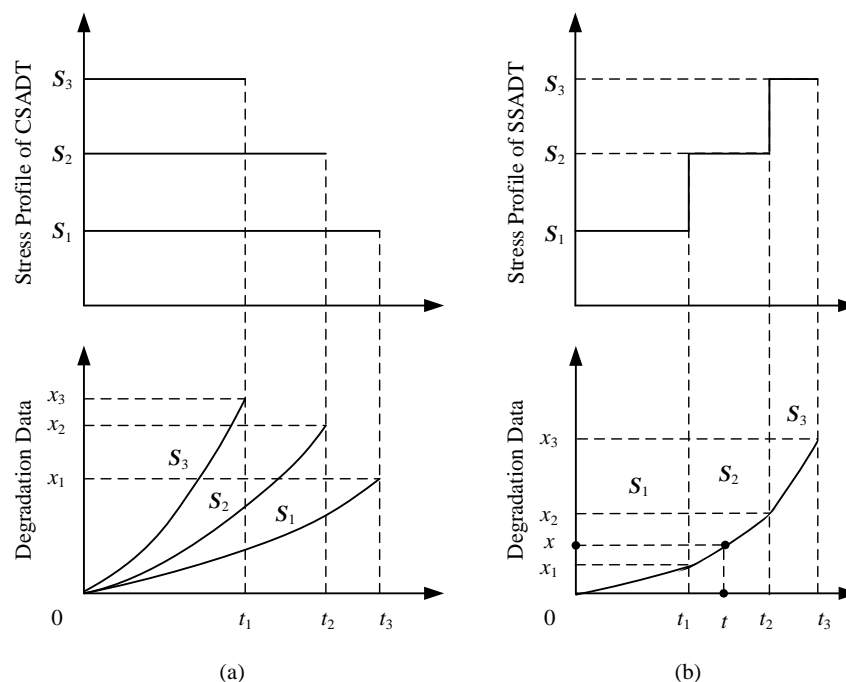 Stress Profile of CSADT
S3
S2
S1
Degradation Data
x3
x2
x1
S3
S2
S1
0
t1
t2
t3
(a)
Stress Profile of SSADT
S3
S2
S1
Degradation Data
x3
x2
x
x1
S1
S2
S3
0
t1
t
t2
t3
(b)